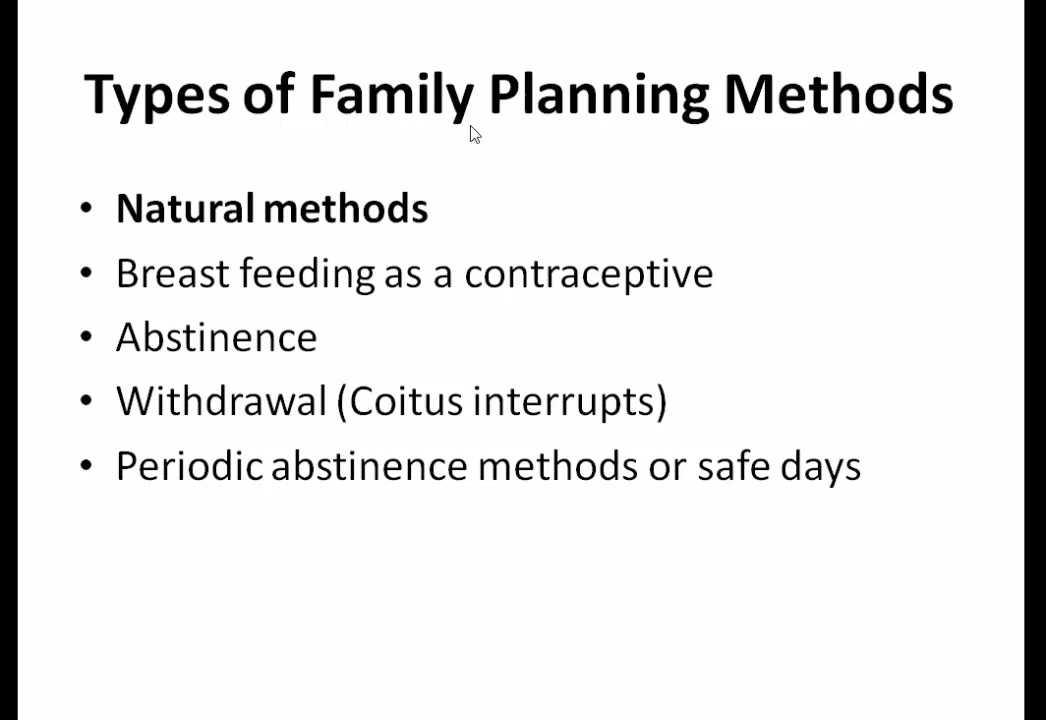 Types of Family Planning Methods
• Natural methods
• Breast feeding as a contraceptive
• Abstinence
• Withdrawal (Coitus interrupts)
• Periodic abstinence methods or safe days